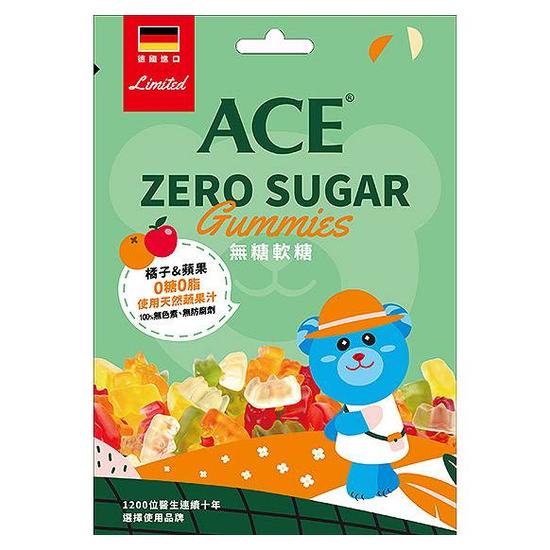 德國進口
Limited
ACE®
ZERO SUGAR
Gummies
無糖軟糖
橘子&蘋果
0糖0脂
使用天然蔬果汁
100%無色素、無防腐劑
1200位醫生連續十年
選擇使用品牌